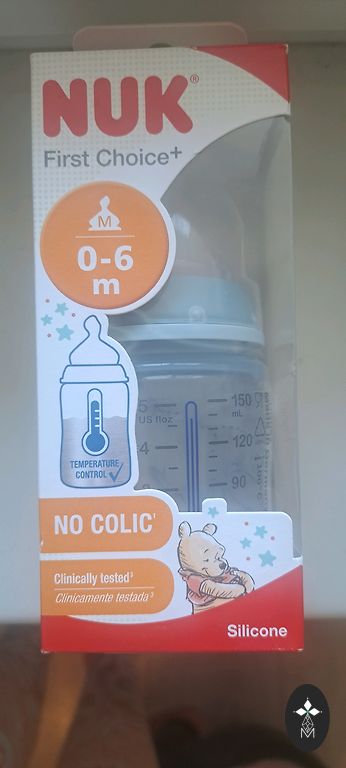 NUK®
First Choice+
M
0-6
m
5
US fl oz
4
150
mL
120
90
TEMPERATURE
CONTROL
NO COLIC¹
Clinically tested³
Clinicamente testada³
Silicone
M